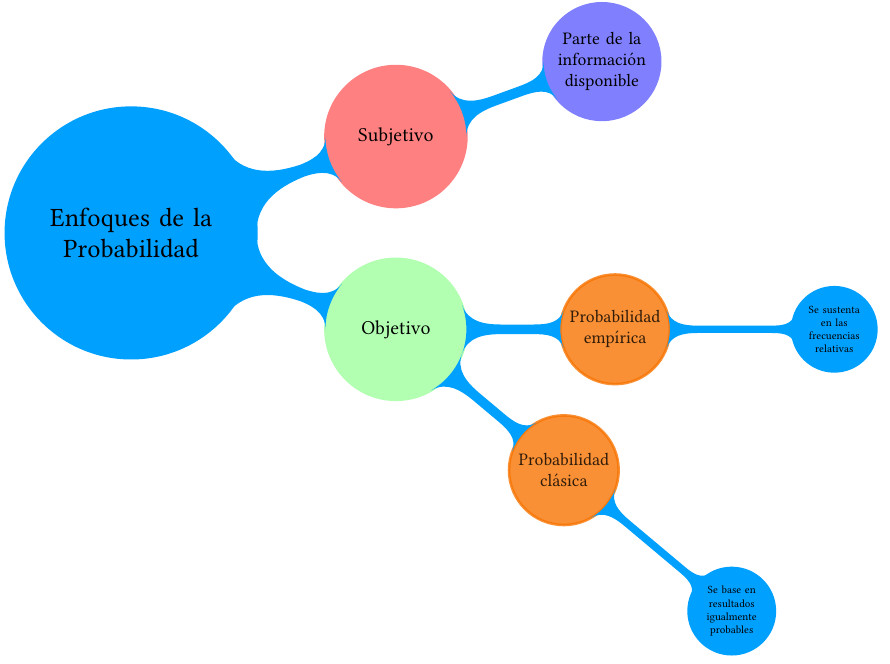 Enfoques de la
Probabilidad
Subjetivo
Parte de la
información
disponible
Objetivo
Probabilidad
empírica
Se sustenta
en las
frecuencias
relativas
Probabilidad
clásica
Se base en
resultados
igualmente
probables